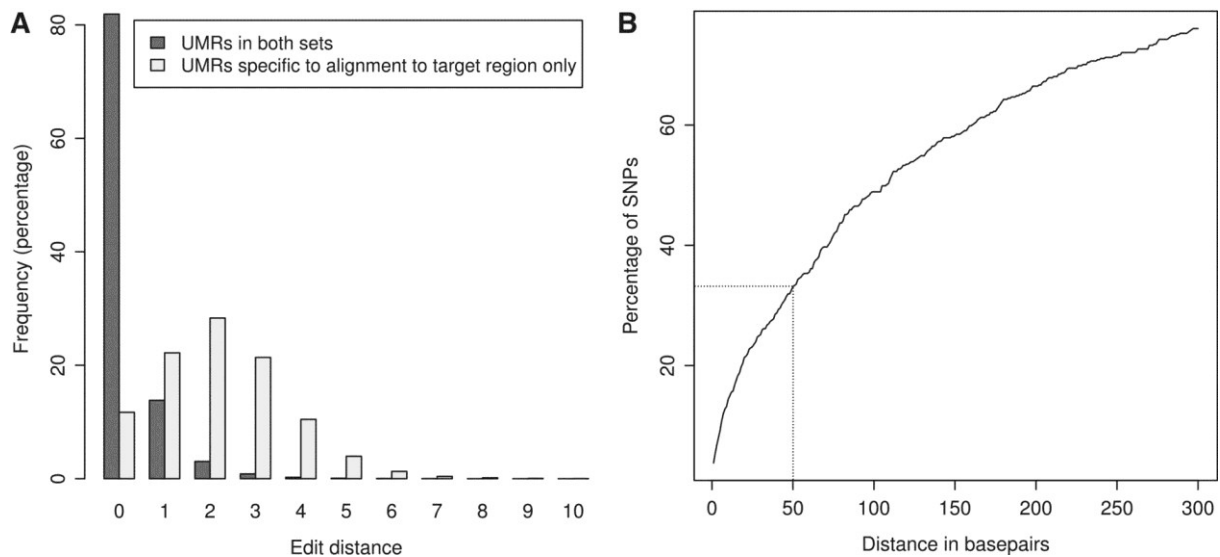 A
UMRs in both sets
UMRs specific to alignment to target region only
Frequency (percentage)
80
60
40
20
0
0 1 2 3 4 5 6 7 8 9 10
Edit distance
B
Percentage of SNPs
60
40
20
0 50 100 150 200 250 300
Distance in basepairs